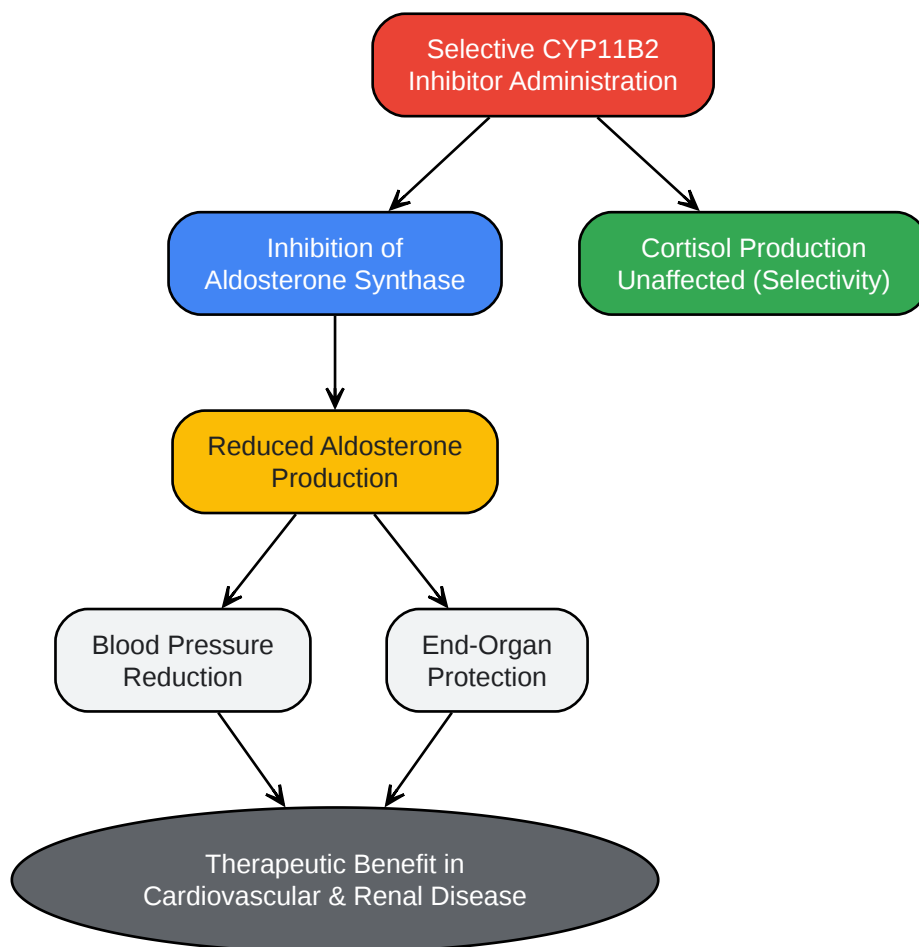 Selective CYP11B2
Inhibitor Administration
Inhibition of
Aldosterone Synthase
Cortisol Production
Unaffected (Selectivity)
Reduced Aldosterone
Production
Blood Pressure
Reduction
End-Organ
Protection
Therapeutic Benefit in
Cardiovascular & Renal Disease